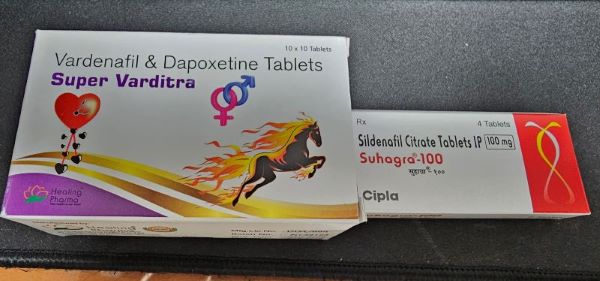 10 x 10 Tablets
Vardenafil & Dapoxetine Tablets
Super Varditra
Healing
Pharma
Rx
4 Tablets
Sildenafil Citrate Tablets IP 100 mg
Suhagra®-100
सुहाग्रा® - १००
Cipla